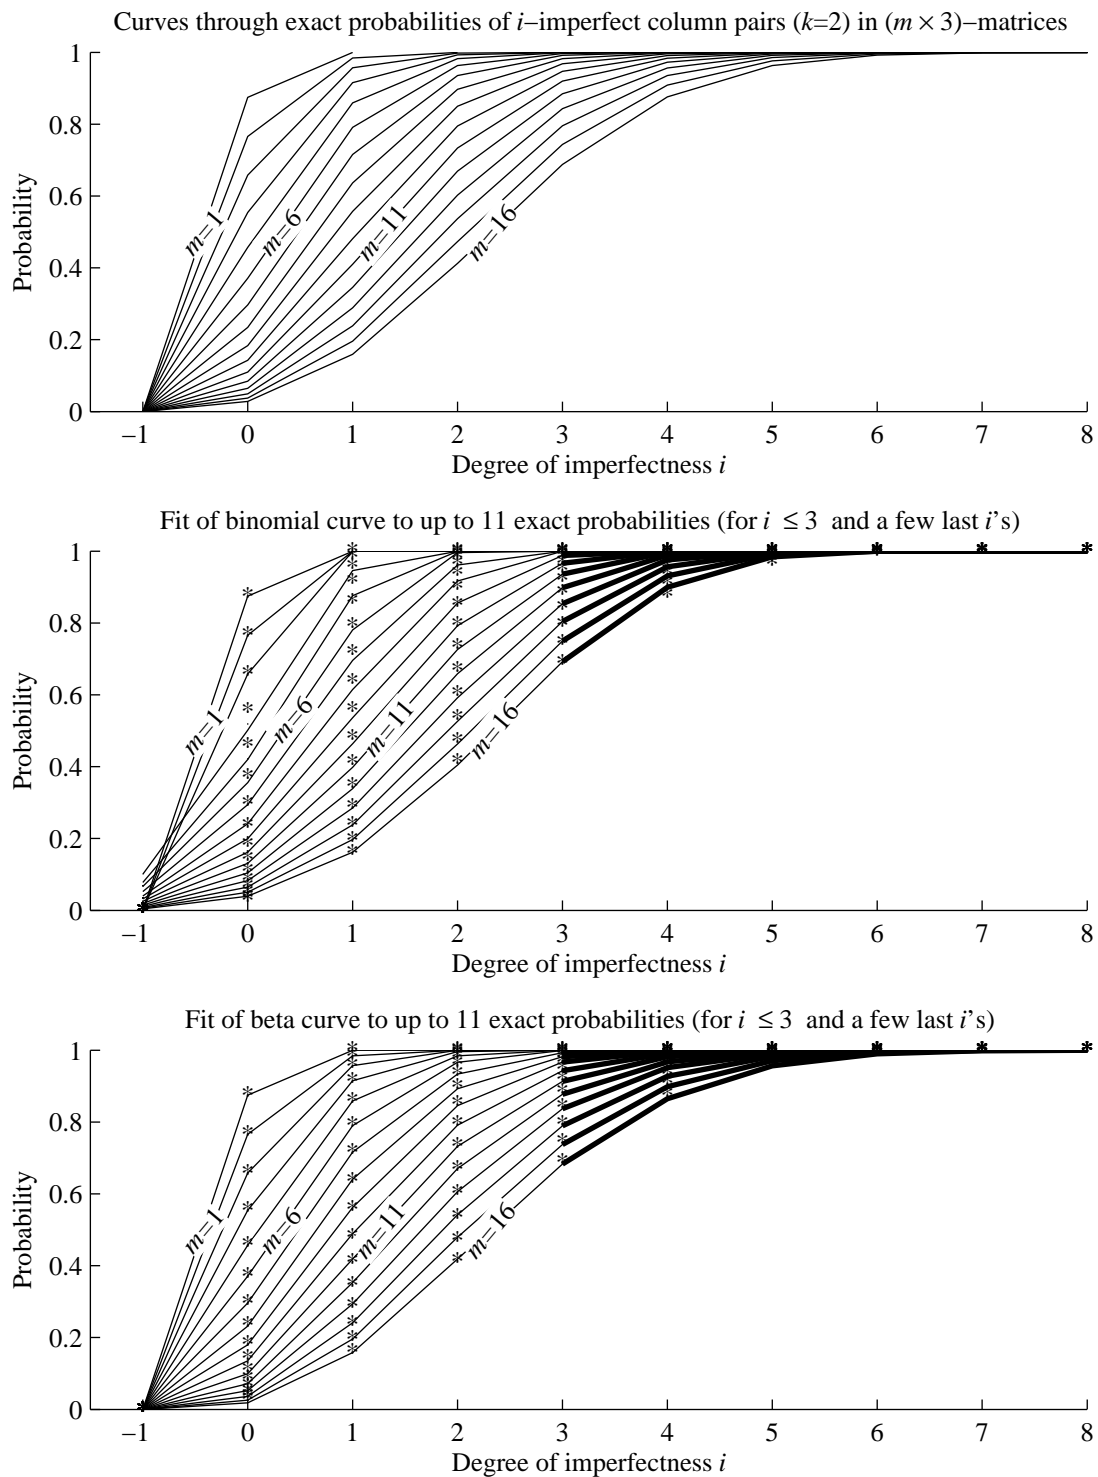 Curves through exact probabilities of i–imperfect column pairs (k=2) in (m × 3)–matrices
1
0.8
0.6
0.4
0.2
0
Probability
m=1
m=6
m=11
m=16
−1 0 1 2 3 4 5 6 7 8
Degree of imperfectness i
Fit of binomial curve to up to 11 exact probabilities (for i ≤ 3 and a few last i’s)
1
0.8
0.6
0.4
0.2
0
Probability
m=1
m=6
m=11
m=16
−1 0 1 2 3 4 5 6 7 8
Degree of imperfectness i
Fit of beta curve to up to 11 exact probabilities (for i ≤ 3 and a few last i’s)
1
0.8
0.6
0.4
0.2
0
Probability
m=1
m=6
m=11
m=16
−1 0 1 2 3 4 5 6 7 8
Degree of imperfectness i